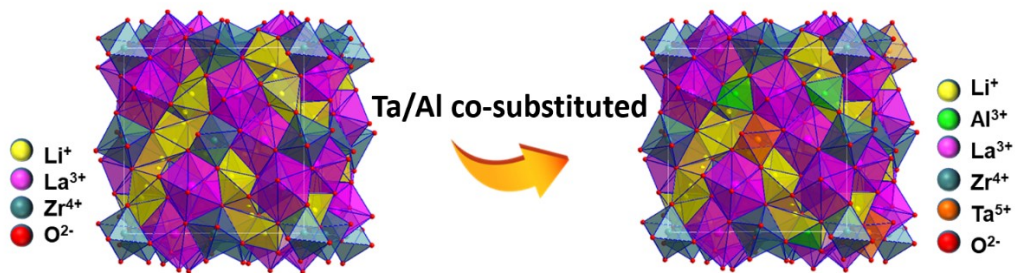 Ta/Al co-substituted
Li⁺
La³⁺
Zr⁴⁺
O²⁻
Li⁺
Al³⁺
La³⁺
Zr⁴⁺
Ta⁵⁺
O²⁻